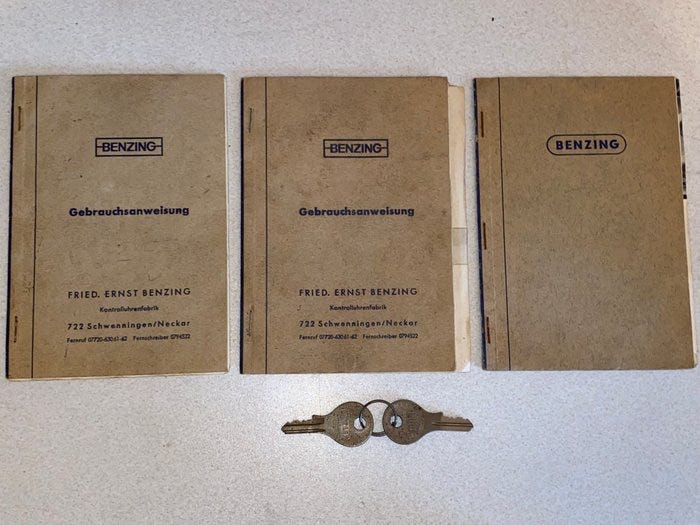 BENZING
Gebrauchsanweisung
FRIED. ERNST BENZING
Kontrolluhrenfabrik
722 Schwenningen/Neckar
Fernruf 07720-63061-62 Fernschreiber 0794522
BENZING
Gebrauchsanweisung
FRIED. ERNST BENZING
Kontrolluhrenfabrik
722 Schwenningen/Neckar
Fernruf 07720-63061-62 Fernschreiber 0794522
BENZING